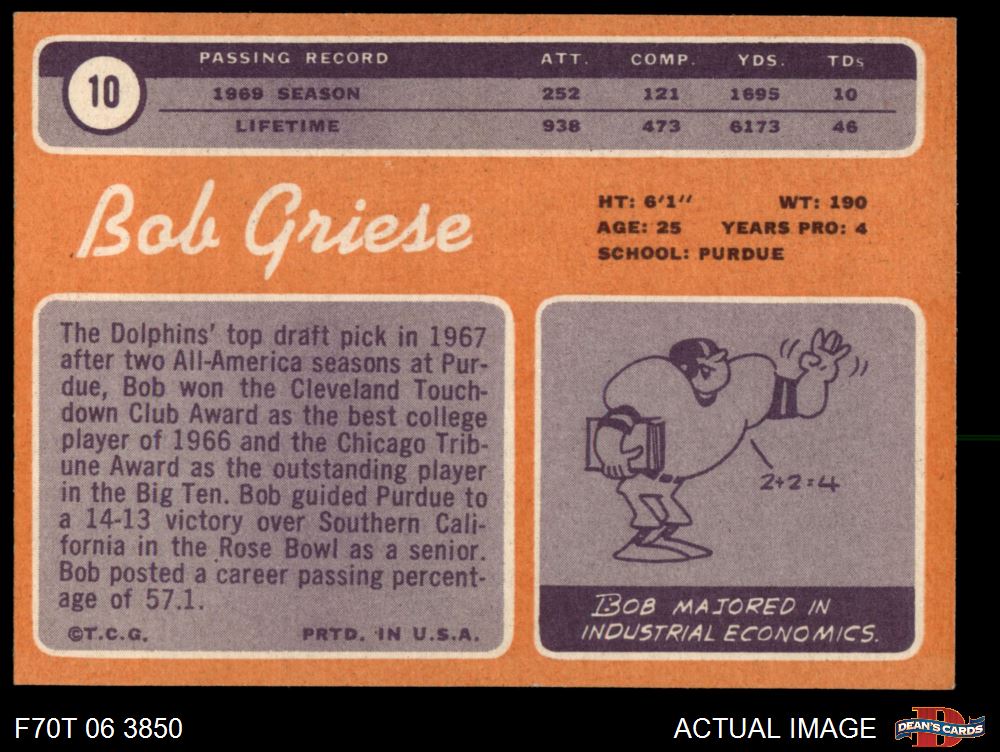 10
PASSING RECORD ATT. COMP. YDS. TDs
1969 SEASON 252 121 1695 10
LIFETIME 938 473 6173 46
Bob Griese
HT: 6'1" WT: 190
AGE: 25 YEARS PRO: 4
SCHOOL: PURDUE
The Dolphins' top draft pick in 1967
after two All-America seasons at Pur-
due, Bob won the Cleveland Touch-
down Club Award as the best college
player of 1966 and the Chicago Trib-
une Award as the outstanding player
in the Big Ten. Bob guided Purdue to
a 14-13 victory over Southern Cali-
fornia in the Rose Bowl as a senior.
Bob posted a career passing percent-
age of 57.1.
©T.C.G. PRTD. IN U.S.A.
2+2=4
BOB MAJORED IN
INDUSTRIAL ECONOMICS.
F70T 06 3850
ACTUAL IMAGE
D
DEAN'S CARDS